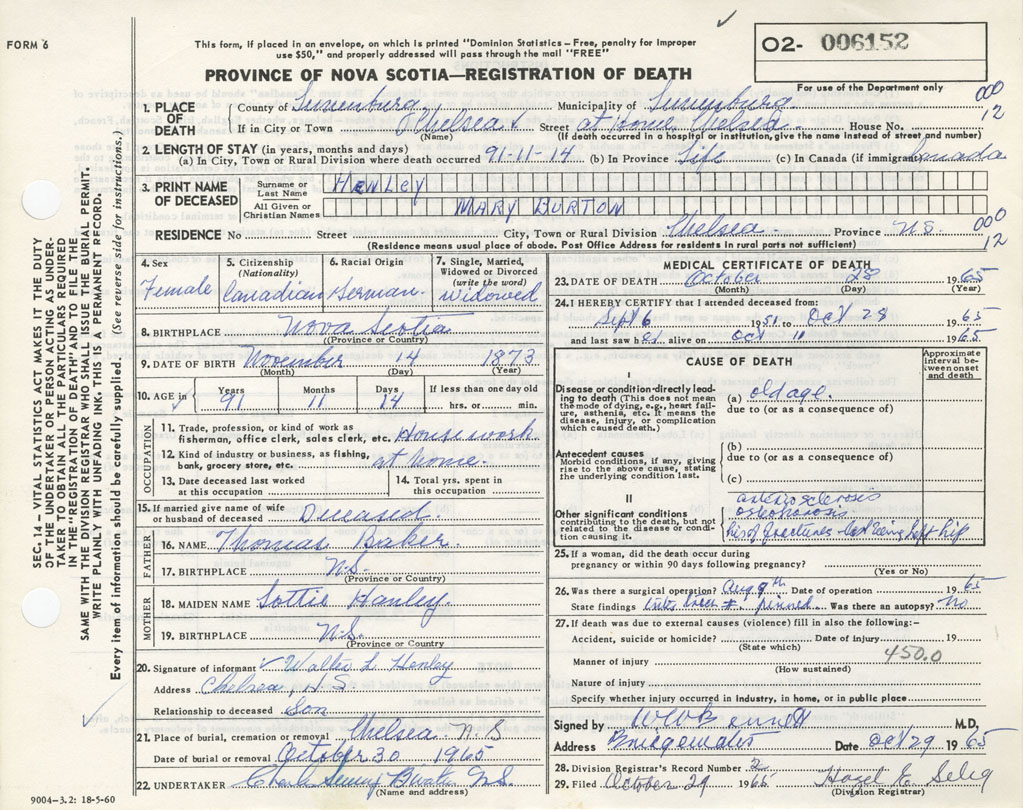 FORM 6
This form, if placed in an envelope, on which is printed "Dominion Statistics – Free, penalty for improper
use $50," and properly addressed will pass through the mail "FREE"
PROVINCE OF NOVA SCOTIA—REGISTRATION OF DEATH
02- 006152
For use of the Department only
000
12
1. PLACE OF DEATH
County of Lunenburg Municipality of Lunenburg
If in City or Town Chelsea Street at home, Chelsea House No.
(Name) (If death occurred in a hospital or institution, give the name instead of street and number)
2. LENGTH OF STAY (in years, months and days)
(a) In City, Town or Rural Division where death occurred 91-11-14 (b) In Province Life (c) In Canada (if immigrant) Canada
3. PRINT NAME OF DECEASED
Surname or Last Name HENLEY
All Given or Christian Names MARY BURTON
RESIDENCE No Street City, Town or Rural Division Chelsea Province N.S.
000
12
(Residence means usual place of abode. Post Office Address for residents in rural parts not sufficient)
4. Sex Female
5. Citizenship (Nationality) Canadian
6. Racial Origin German
7. Single, Married, Widowed or Divorced (write the word) Widowed
8. BIRTHPLACE Nova Scotia
(Province or Country)
9. DATE OF BIRTH November 14 1873
(Month) (Day) (Year)
10. AGE in Years 91 Months 11 Days 14 If less than one day old hrs. or min.
OCCUPATION
11. Trade, profession, or kind of work as fisherman, office clerk, sales clerk, etc. Housework
12. Kind of industry or business, as fishing, bank, grocery store, etc. at home.
13. Date deceased last worked at this occupation
14. Total yrs. spent in this occupation
15. If married give name of wife or husband of deceased Deceased.
FATHER
16. NAME Thomas Baker.
17. BIRTHPLACE N.S.
(Province or Country)
MOTHER
18. MAIDEN NAME Lottie Hanley.
19. BIRTHPLACE N.S.
(Province or Country
20. Signature of informant Walter L. Henley
Address Chelsea, N.S.
Relationship to deceased Son
21. Place of burial, cremation or removal Chelsea N.S
Date of burial or removal October 30 1965
22. UNDERTAKER N.S.
(Name and address)
9004-3.2: 18-5-60
MEDICAL CERTIFICATE OF DEATH
23. DATE OF DEATH October 28 1965
(Month) (Day) (Year)
24. I HEREBY CERTIFY that I attended deceased from:
Sept 6 1951 to Oct 28 1965
and last saw h er alive on Oct 11 1965.
CAUSE OF DEATH
Approximate interval between onset and death
I
Disease or condition directly leading to death (This does not mean the mode of dying, e.g., heart failure, asthenia, etc. It means the disease, injury, or complication which caused death.)
(a) old age.
due to (or as a consequence of)
Antecedent causes
Morbid conditions, if any, giving rise to the above cause, stating the underlying condition last.
(b)
due to (or as a consequence of)
(c)
II
Other significant conditions
contributing to the death, but not related to the disease or condition causing it.
arteriosclerosis
osteoporosis
his of fractures - last being left hip
25. If a woman, did the death occur during pregnancy or within 90 days following pregnancy?
(Yes or No)
26. Was there a surgical operation? Aug 9th Date of operation 1965
State findings pinned Was there an autopsy? No
27. If death was due to external causes (violence) fill in also the following:–
Accident, suicide or homicide? Date of injury 19
(State which)
450.0
Manner of injury
(How sustained)
Nature of injury
Specify whether injury occurred in industry, in home, or in public place
Signed by M.D.
Address Bridgewater Date Oct 29 1965
28. Division Registrar's Record Number 2
29. Filed October 29 1965 Hazel E. Selig
(Division Registrar)
SEC. 14 – VITAL STATISTICS ACT MAKES IT THE DUTY
OF THE UNDERTAKER OR PERSON ACTING AS UNDER-
TAKER TO OBTAIN ALL THE PARTICULARS REQUIRED
IN THE "REGISTRATION OF DEATH" AND TO FILE THE
SAME WITH THE DIVISION REGISTRAR WHO SHALL ISSUE THE BURIAL PERMIT.
WRITE PLAINLY WITH UNFADING INK. THIS IS A PERMANENT RECORD.
Every item of information should be carefully supplied. (See reverse side for instructions.)